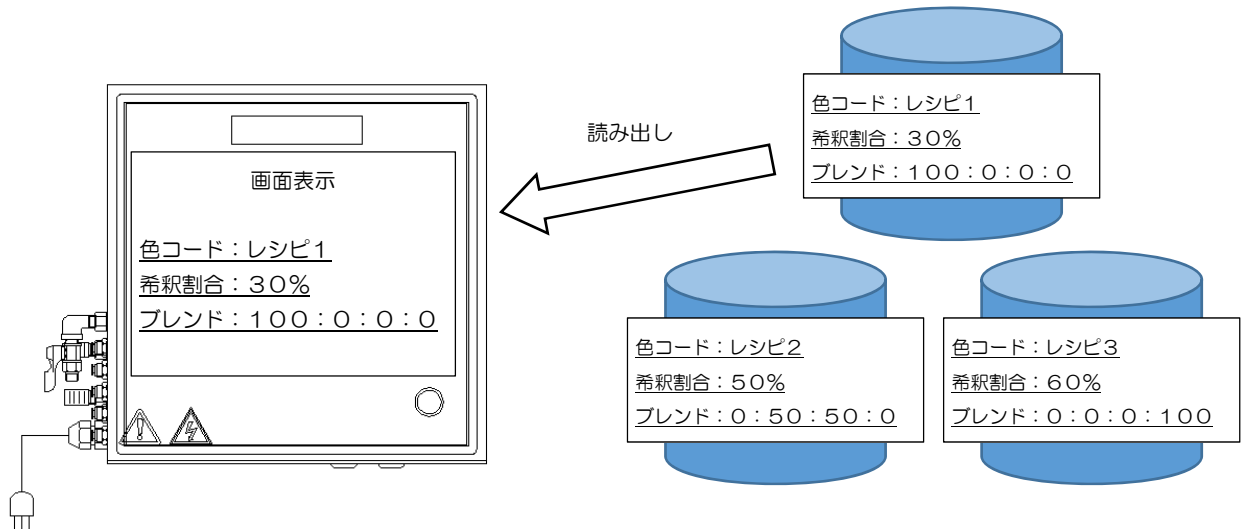 画面表示
色コード：レシピ１
希釈割合：３０％
ブレンド：１００：０：０：０
読み出し
色コード：レシピ１
希釈割合：３０％
ブレンド：１００：０：０：０
色コード：レシピ２
希釈割合：５０％
ブレンド：０：５０：５０：０
色コード：レシピ３
希釈割合：６０％
ブレンド：０：０：０：１００